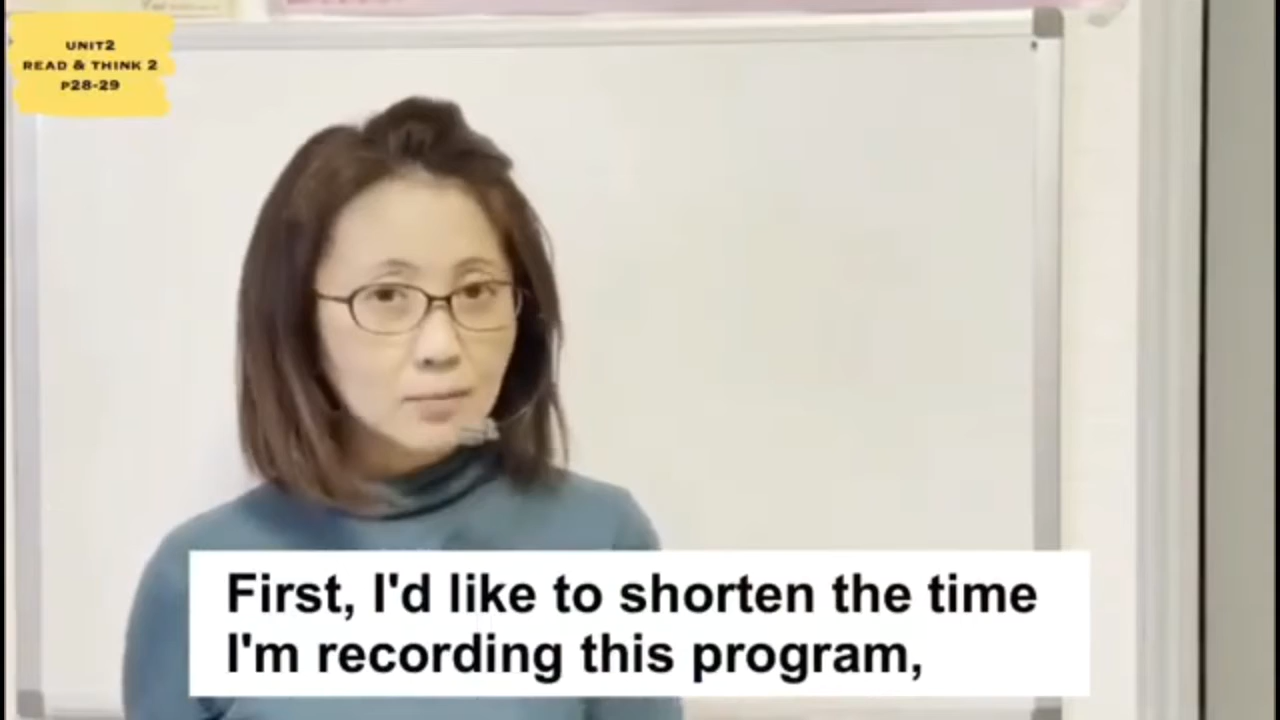 UNIT2
READ & THINK 2
P28-29
First, I'd like to shorten the time
I'm recording this program,